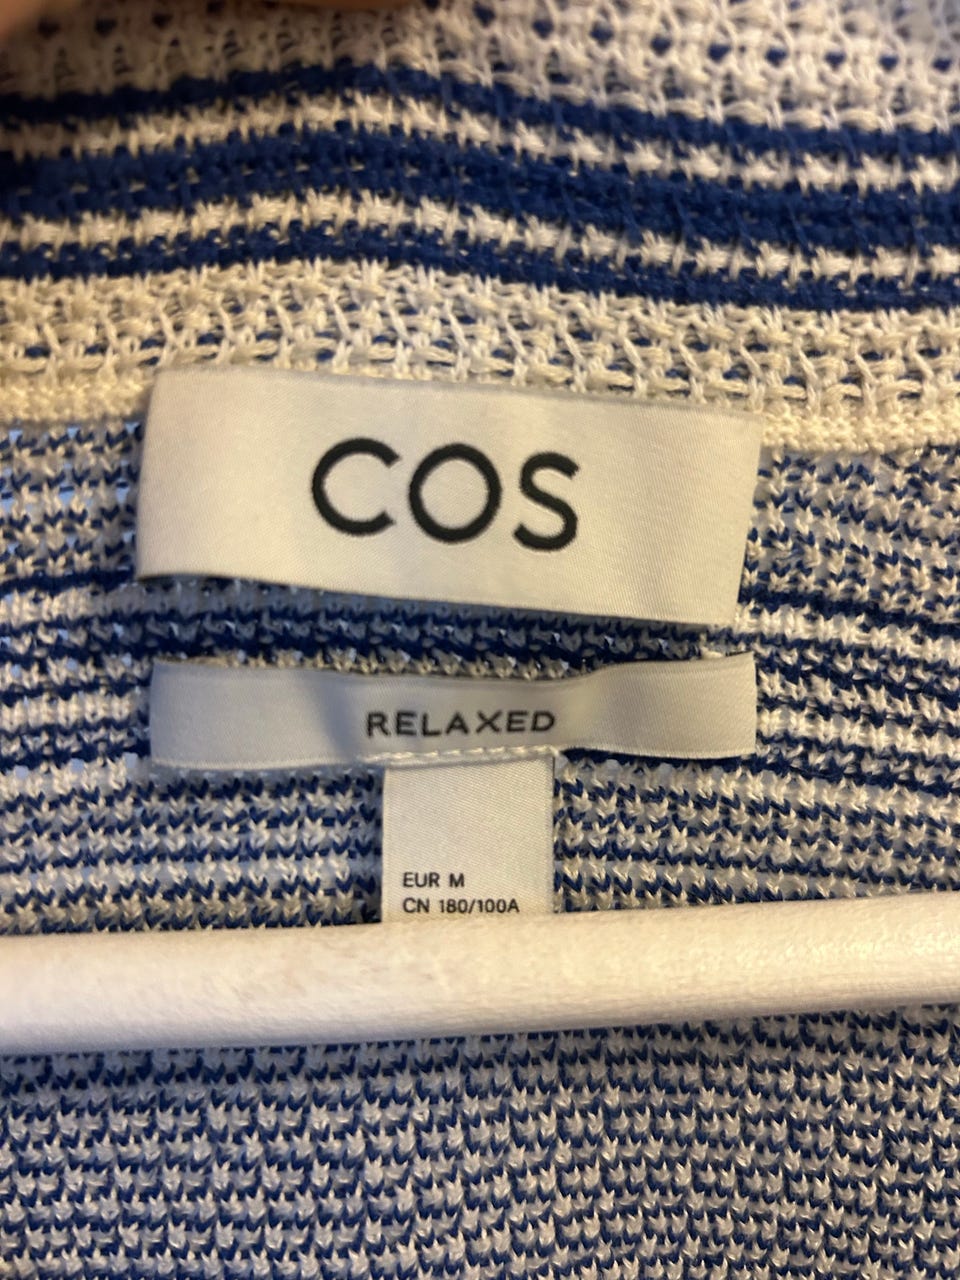 COS
RELAXED
EUR M
CN 180/100A